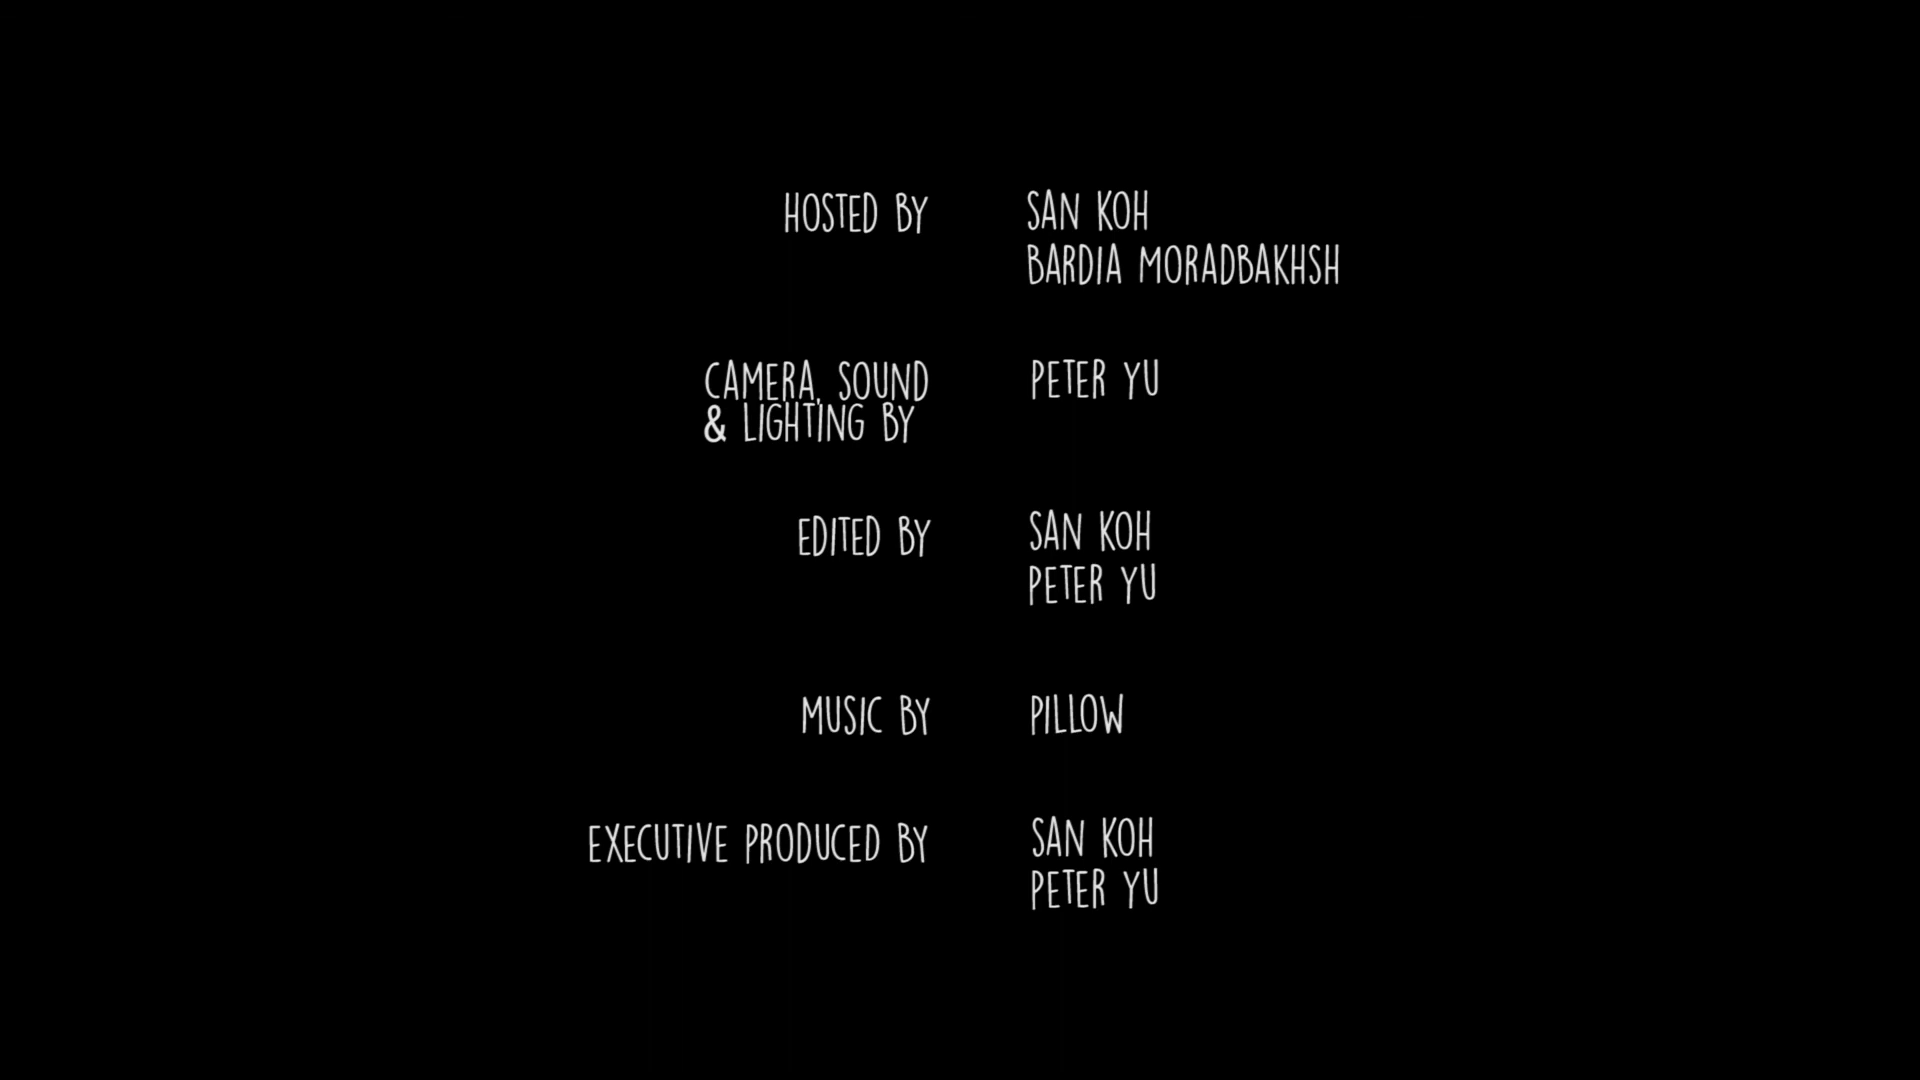 HOSTED BY SAN KOH
BARDIA MORADBAKHSH
CAMERA, SOUND PETER YU
& LIGHTING BY
EDITED BY SAN KOH
PETER YU
MUSIC BY PILLOW
EXECUTIVE PRODUCED BY SAN KOH
PETER YU